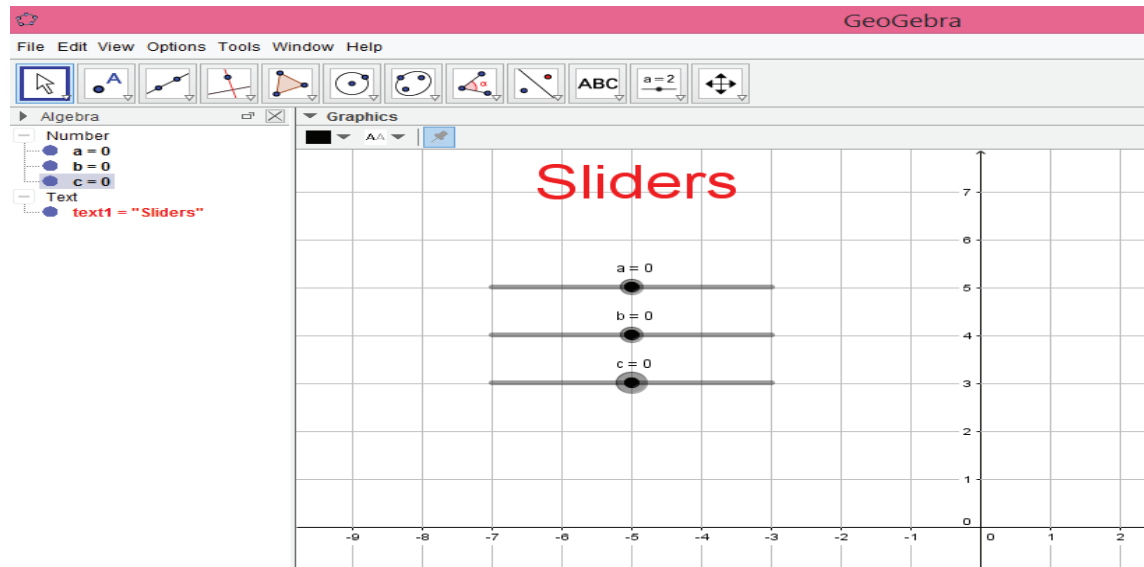 GeoGebra
File Edit View Options Tools Window Help
A α ABC a=2
Algebra
Graphics
Number
a = 0
b = 0
c = 0
Text
text1 = "Sliders"
AA
Sliders
a = 0
b = 0
c = 0
7
6
5
4
3
2
1
0
-9 -8 -7 -6 -5 -4 -3 -2 -1 0 1 2